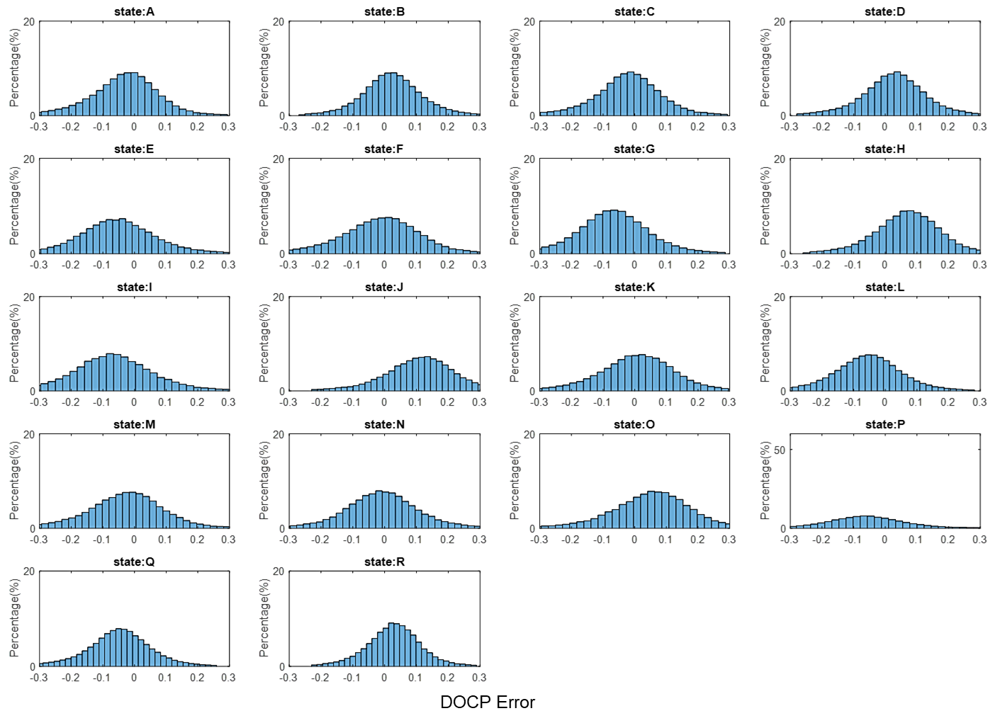 state:A state:B state:C state:D
Percentage(%) Percentage(%) Percentage(%) Percentage(%)
20 20 20 20
0 0 0 0
-0.3 -0.2 -0.1 0 0.1 0.2 0.3 -0.3 -0.2 -0.1 0 0.1 0.2 0.3 -0.3 -0.2 -0.1 0 0.1 0.2 0.3 -0.3 -0.2 -0.1 0 0.1 0.2 0.3
state:E state:F state:G state:H
Percentage(%) Percentage(%) Percentage(%) Percentage(%)
20 20 20 20
0 0 0 0
-0.3 -0.2 -0.1 0 0.1 0.2 0.3 -0.3 -0.2 -0.1 0 0.1 0.2 0.3 -0.3 -0.2 -0.1 0 0.1 0.2 0.3 -0.3 -0.2 -0.1 0 0.1 0.2 0.3
state:I state:J state:K state:L
Percentage(%) Percentage(%) Percentage(%) Percentage(%)
20 20 20 20
0 0 0 0
-0.3 -0.2 -0.1 0 0.1 0.2 0.3 -0.3 -0.2 -0.1 0 0.1 0.2 0.3 -0.3 -0.2 -0.1 0 0.1 0.2 0.3 -0.3 -0.2 -0.1 0 0.1 0.2 0.3
state:M state:N state:O state:P
Percentage(%) Percentage(%) Percentage(%) Percentage(%)
20 20 20 50
0 0 0 0
-0.3 -0.2 -0.1 0 0.1 0.2 0.3 -0.3 -0.2 -0.1 0 0.1 0.2 0.3 -0.3 -0.2 -0.1 0 0.1 0.2 0.3 -0.3 -0.2 -0.1 0 0.1 0.2 0.3
state:Q state:R
Percentage(%) Percentage(%)
20 20
0 0
-0.3 -0.2 -0.1 0 0.1 0.2 0.3 -0.3 -0.2 -0.1 0 0.1 0.2 0.3
DOCP Error